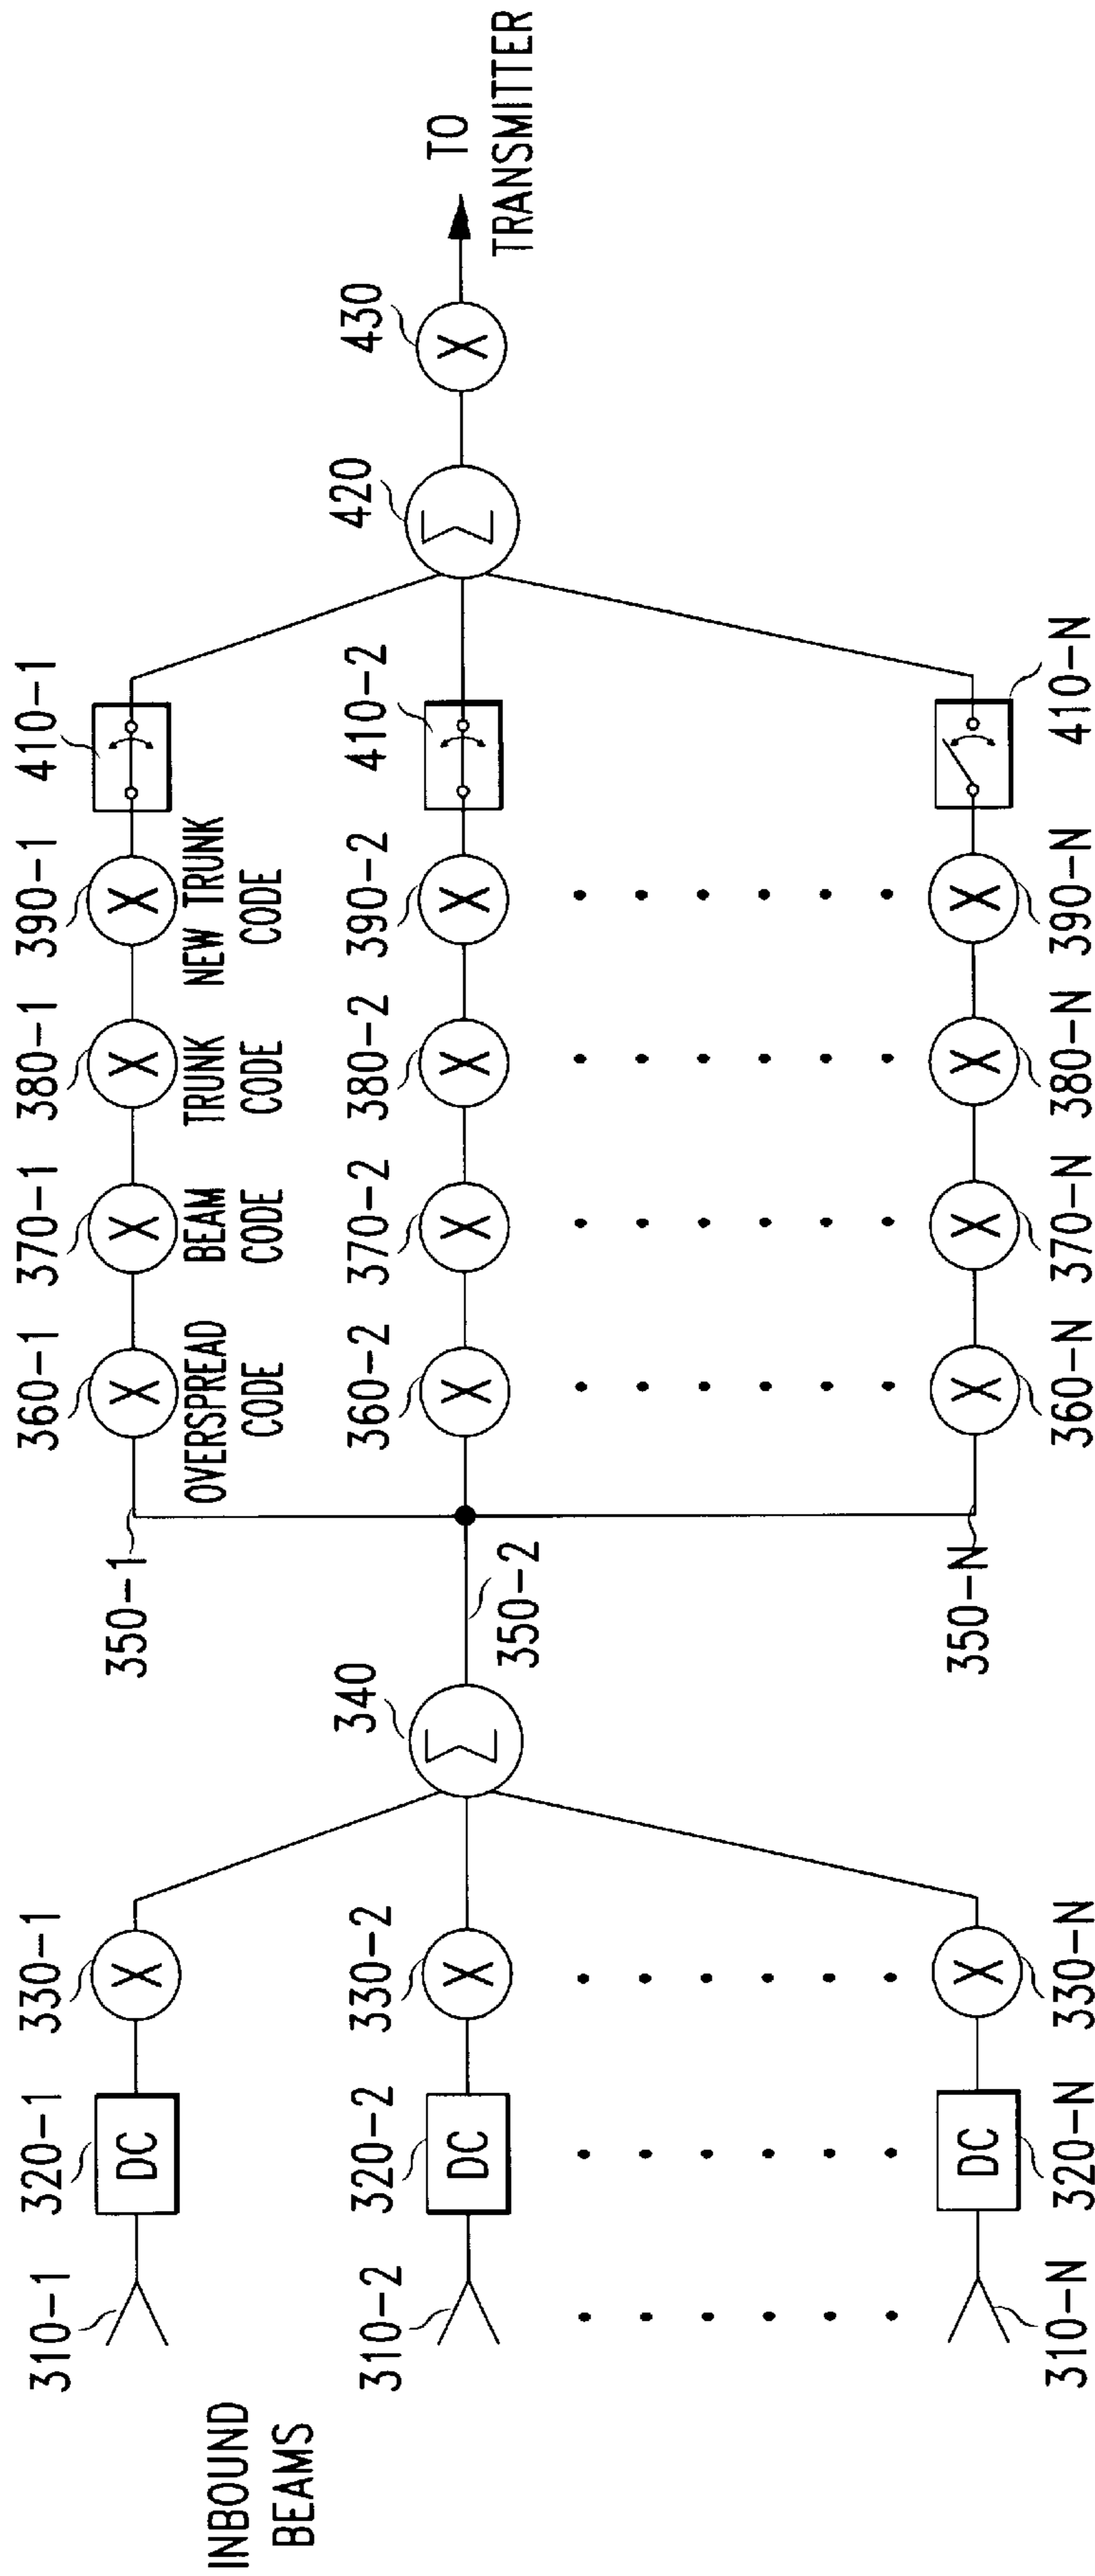 INBOUND
BEAMS
310-1
320-1
330-1
310-2
320-2
330-2
310-N
320-N
330-N
DC
DC
DC
X
X
X
340
Σ
350-1
350-2
350-N
360-1
370-1
380-1
390-1
410-1
X
X
X
X
OVERSPREAD
CODE
BEAM
CODE
TRUNK
CODE
NEW TRUNK
CODE
360-2
370-2
380-2
390-2
410-2
X
X
X
X
360-N
370-N
380-N
390-N
410-N
X
X
X
X
420
Σ
430
X
TO
TRANSMITTER